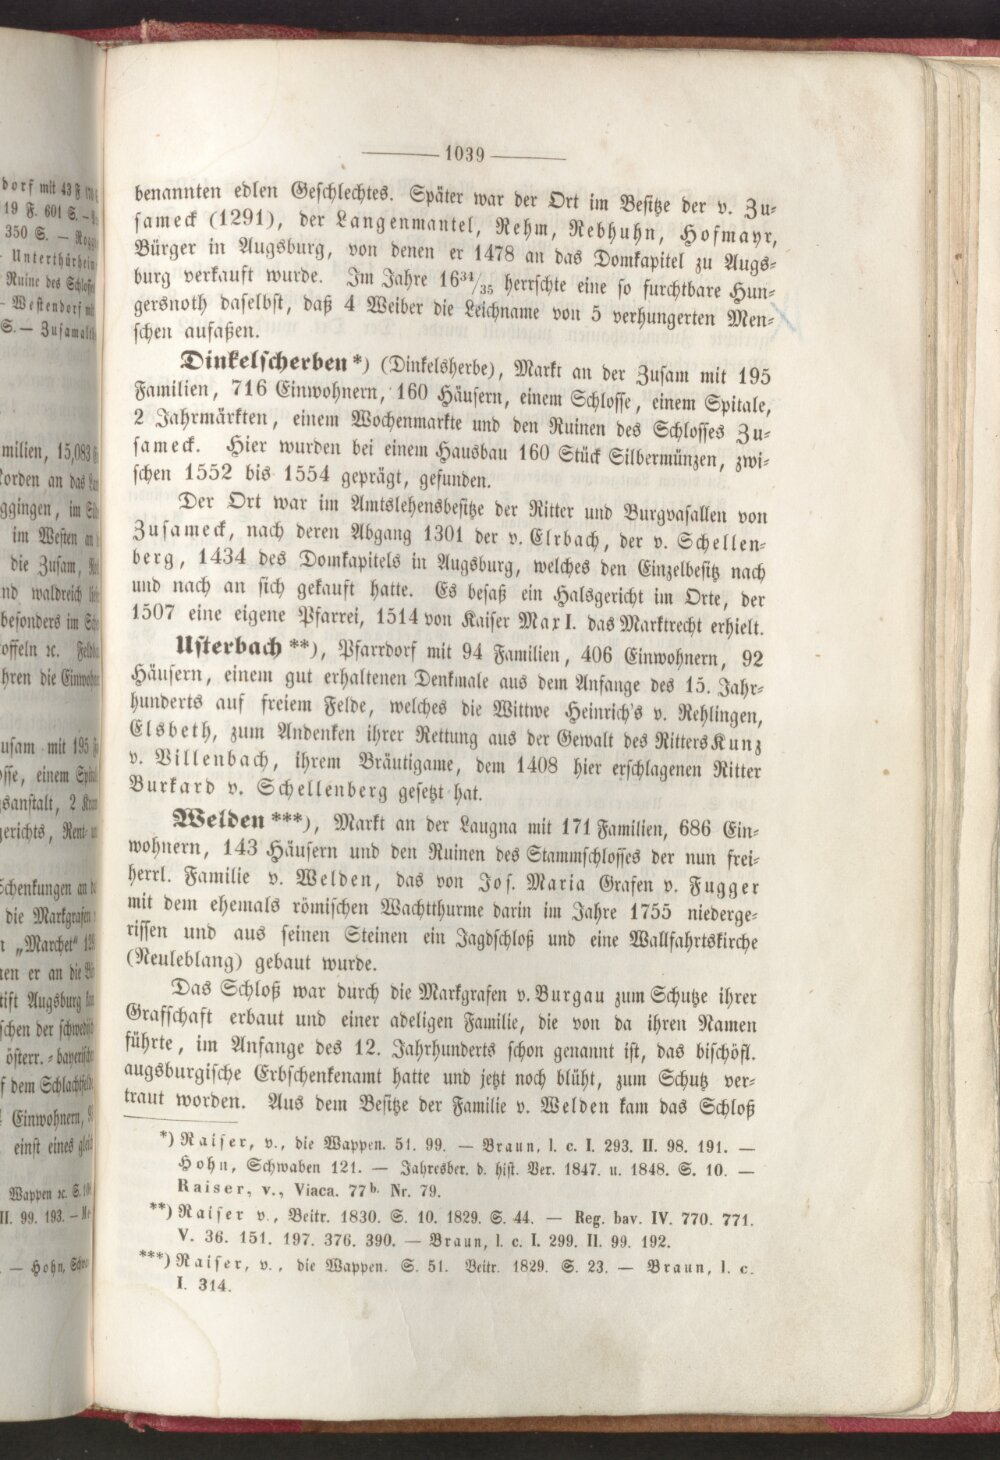 1039
benannten edlen Geschlechtes. Später war der Ort im Besitze der v. Zu-
sameck (1291), der Langenmantel, Rehm, Rebhuhn, Hofmayr,
Bürger in Augsburg, von denen er 1478 an das Domkapitel zu Augs-
burg verkauft wurde. Im Jahre 16³⁴/₃₅ herrschte eine so furchtbare Hun-
gersnoth daselbst, daß 4 Weiber die Leichname von 5 verhungerten Men-
schen aufaßen.
Dinkelscherben *) (Dinkelsherbe), Markt an der Zusam mit 195
Familien, 716 Einwohnern, 160 Häusern, einem Schlosse, einem Spitale,
2 Jahrmärkten, einem Wochenmarkte und den Ruinen des Schlosses Zu-
sameck. Hier wurden bei einem Hausbau 160 Stück Silbermünzen, zwi-
schen 1552 bis 1554 geprägt, gefunden.
Der Ort war im Amtslehensbesitze der Ritter und Burgvasallen von
Zusameck, nach deren Abgang 1301 der v. Elrbach, der v. Schellen-
berg, 1434 des Domkapitels in Augsburg, welches den Einzelbesitz nach
und nach an sich gekauft hatte. Es besaß ein Halsgericht im Orte, der
1507 eine eigene Pfarrei, 1514 von Kaiser Max I. das Marktrecht erhielt.
Usterbach **), Pfarrdorf mit 94 Familien, 406 Einwohnern, 92
Häusern, einem gut erhaltenen Denkmale aus dem Anfange des 15. Jahr-
hunderts auf freiem Felde, welches die Wittwe Heinrich's v. Rehlingen,
Elsbeth, zum Andenken ihrer Rettung aus der Gewalt des Ritters Kunz
v. Villenbach, ihrem Bräutigame, dem 1408 hier erschlagenen Ritter
Burkard v. Schellenberg gesetzt hat.
Welden ***), Markt an der Laugna mit 171 Familien, 686 Ein-
wohnern, 143 Häusern und den Ruinen des Stammschlosses der nun frei-
herrl. Familie v. Welden, das von Jos. Maria Grafen v. Fugger
mit dem ehemals römischen Wachtthurme darin im Jahre 1755 niederge-
rissen und aus seinen Steinen ein Jagdschloß und eine Wallfahrtskirche
(Neuleblang) gebaut wurde.
Das Schloß war durch die Markgrafen v. Burgau zum Schutze ihrer
Grafschaft erbaut und einer adeligen Familie, die von da ihren Namen
führte, im Anfange des 12. Jahrhunderts schon genannt ist, das bischöfl.
augsburgische Erbschenkenamt hatte und jetzt noch blüht, zum Schutz ver-
traut worden. Aus dem Besitze der Familie v. Welden kam das Schloß
*) Raiser, v., die Wappen. 51. 99. — Braun, l. c. I. 293. II. 98. 191. —
Hohn, Schwaben 121. — Jahresber. d. hist. Ver. 1847. u. 1848. S. 10. —
Raiser, v., Viaca. 77ᵇ. Nr. 79.
**) Raiser v., Beitr. 1830. S. 10. 1829. S. 44. — Reg. bav. IV. 770. 771.
V. 36. 151. 197. 376. 390. — Braun, l. c. I. 299. II. 99. 192.
***) Raiser, v., die Wappen. S. 51. Beitr. 1829. S. 23. — Braun, l. c.
I. 314.